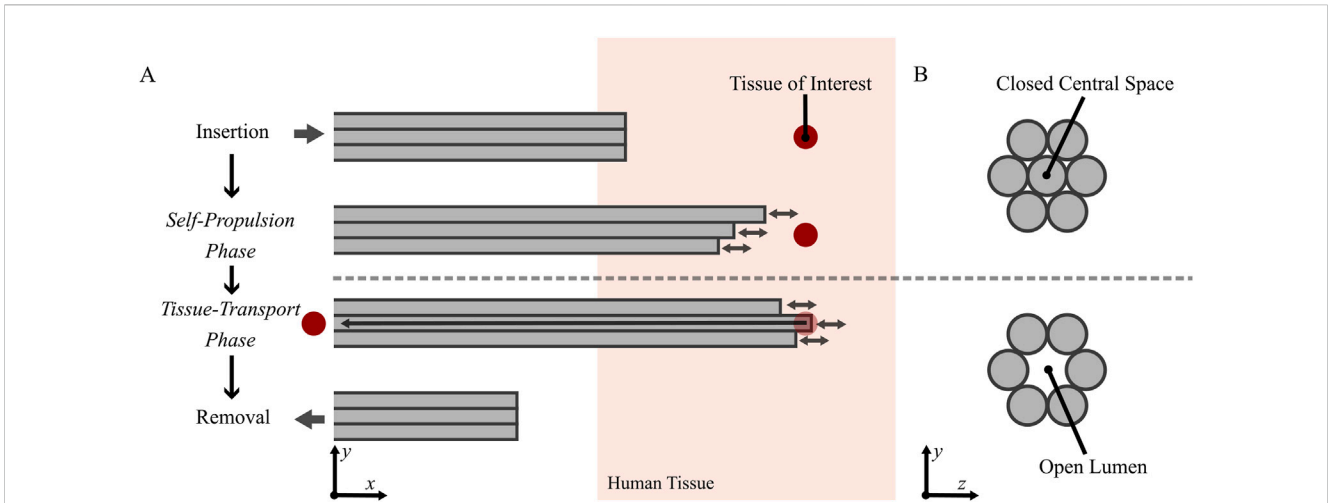 A
Tissue of Interest
B
Closed Central Space
Insertion
Self-Propulsion
Phase
Tissue-Transport
Phase
Removal
Open Lumen
y
x
Human Tissue
y
z